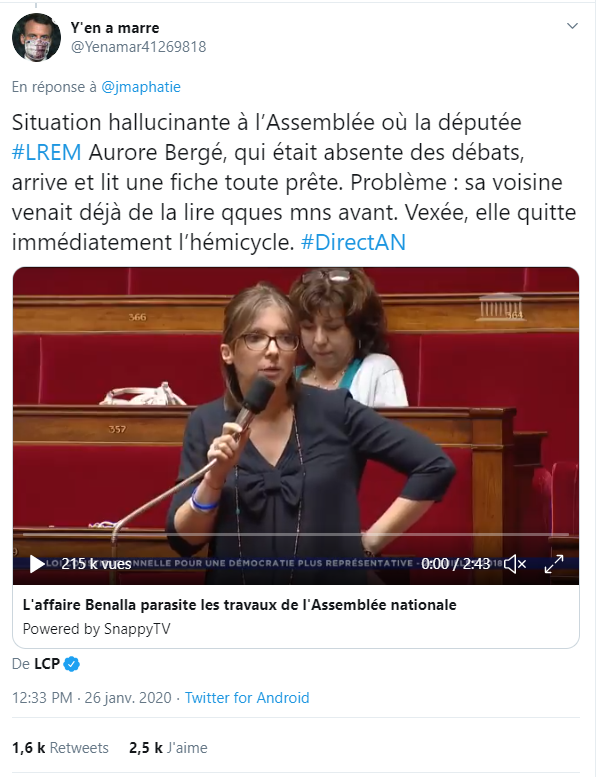 Y'en a marre
@Yenamar41269818
En réponse à @jmaphatie
Situation hallucinante à l'Assemblée où la députée
#LREM Aurore Bergé, qui était absente des débats,
arrive et lit une fiche toute prête. Problème : sa voisine
venait déjà de la lire qques mns avant. Vexée, elle quitte
immédiatement l'hémicycle. #DirectAN
366
364
357
215 k vues
NNELLE POUR UNE DÉMOCRATIE PLUS REPRÉSENTATIVE -
0:00 / 2:43
L'affaire Benalla parasite les travaux de l'Assemblée nationale
Powered by SnappyTV
De LCP
12:33 PM · 26 janv. 2020 · Twitter for Android
1,6 k Retweets 2,5 k J'aime